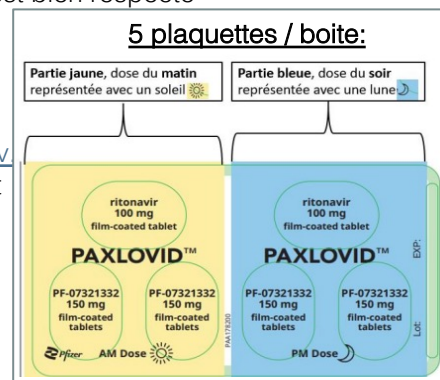 est bien respecté
5 plaquettes / boite:
Partie jaune, dose du matin
représentée avec un soleil
Partie bleue, dose du soir
représentée avec une lune
v.
ritonavir
100 mg
film-coated tablet
PAXLOVID™
PF-07321332
150 mg
film-coated
tablets
PF-07321332
150 mg
film-coated
tablets
Pfizer
AM Dose
PAA178200
ritonavir
100 mg
film-coated tablet
PAXLOVID™
PF-07321332
150 mg
film-coated
tablets
PF-07321332
150 mg
film-coated
tablets
PM Dose
EXP:
Lot: